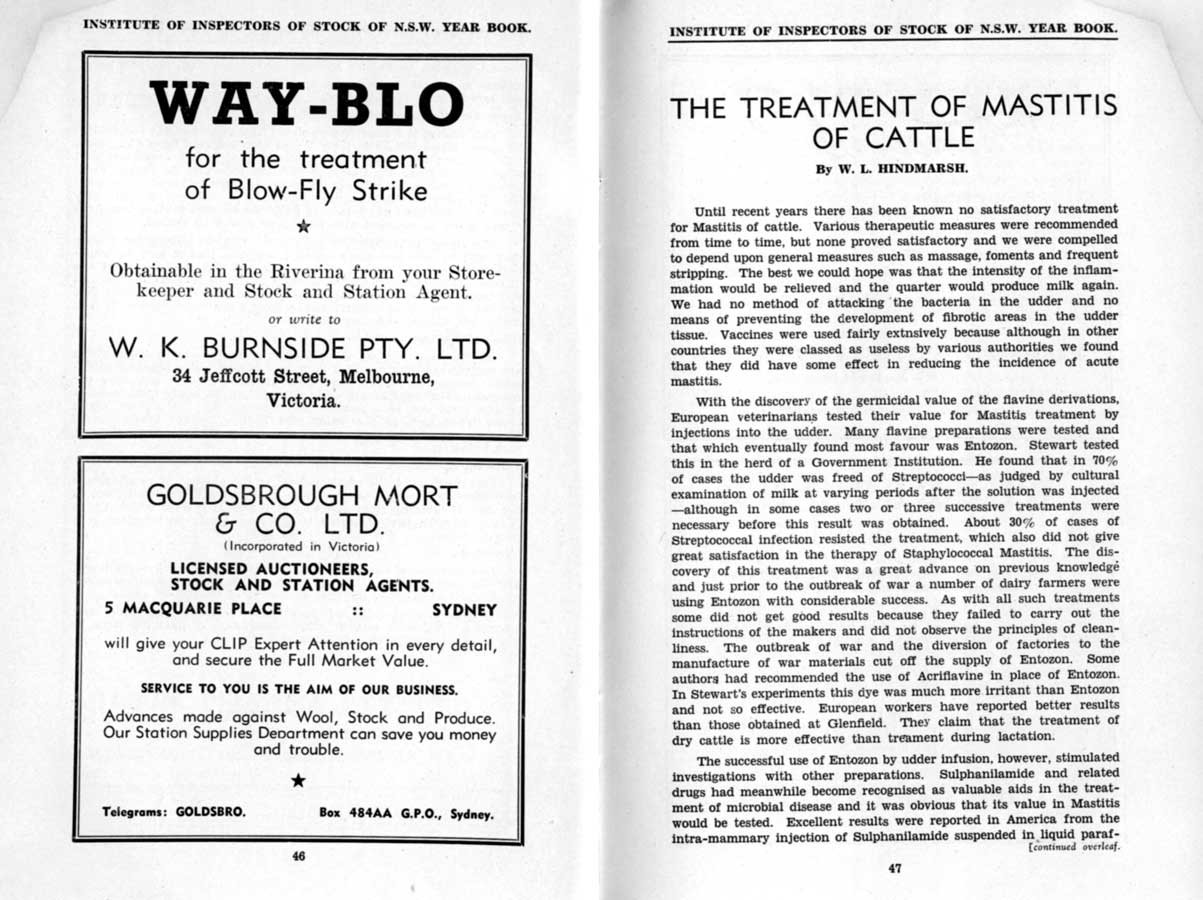 INSTITUTE OF INSPECTORS OF STOCK OF N.S.W. YEAR BOOK.
WAY-BLO
for the treatment
of Blow-Fly Strike
Obtainable in the Riverina from your Store-
keeper and Stock and Station Agent.
or write to
W. K. BURNSIDE PTY. LTD.
34 Jeffcott Street, Melbourne,
Victoria.
GOLDSBROUGH MORT
& CO. LTD.
(Incorporated in Victoria)
LICENSED AUCTIONEERS,
STOCK AND STATION AGENTS.
5 MACQUARIE PLACE :: SYDNEY
will give your CLIP Expert Attention in every detail,
and secure the Full Market Value.
SERVICE TO YOU IS THE AIM OF OUR BUSINESS.
Advances made against Wool, Stock and Produce.
Our Station Supplies Department can save you money
and trouble.
Telegrams: GOLDSBRO. Box 484AA G.P.O., Sydney.
46
INSTITUTE OF INSPECTORS OF STOCK OF N.S.W. YEAR BOOK.
THE TREATMENT OF MASTITIS
OF CATTLE
By W. L. HINDMARSH.
Until recent years there has been known no satisfactory treatment
for Mastitis of cattle. Various therapeutic measures were recommended
from time to time, but none proved satisfactory and we were compelled
to depend upon general measures such as massage, foments and frequent
stripping. The best we could hope was that the intensity of the inflam-
mation would be relieved and the quarter would produce milk again.
We had no method of attacking the bacteria in the udder and no
means of preventing the development of fibrotic areas in the udder
tissue. Vaccines were used fairly extnsively because although in other
countries they were classed as useless by various authorities we found
that they did have some effect in reducing the incidence of acute
mastitis.
With the discovery of the germicidal value of the flavine derivations,
European veterinarians tested their value for Mastitis treatment by
injections into the udder. Many flavine preparations were tested and
that which eventually found most favour was Entozon. Stewart tested
this in the herd of a Government Institution. He found that in 70%
of cases the udder was freed of Streptococci—as judged by cultural
examination of milk at varying periods after the solution was injected
—although in some cases two or three successive treatments were
necessary before this result was obtained. About 30% of cases of
Streptococcal infection resisted the treatment, which also did not give
great satisfaction in the therapy of Staphylococcal Mastitis. The dis-
covery of this treatment was a great advance on previous knowledge
and just prior to the outbreak of war a number of dairy farmers were
using Entozon with considerable success. As with all such treatments
some did not get good results because they failed to carry out the
instructions of the makers and did not observe the principles of clean-
liness. The outbreak of war and the diversion of factories to the
manufacture of war materials cut off the supply of Entozon. Some
authors had recommended the use of Acriflavine in place of Entozon.
In Stewart's experiments this dye was much more irritant than Entozon
and not so effective. European workers have reported better results
than those obtained at Glenfield. They claim that the treatment of
dry cattle is more effective than treament during lactation.
The successful use of Entozon by udder infusion, however, stimulated
investigations with other preparations. Sulphanilamide and related
drugs had meanwhile become recognised as valuable aids in the treat-
ment of microbial disease and it was obvious that its value in Mastitis
would be tested. Excellent results were reported in America from the
intra-mammary injection of Sulphanilamide suspended in liquid paraf-
[continued overleaf.
47